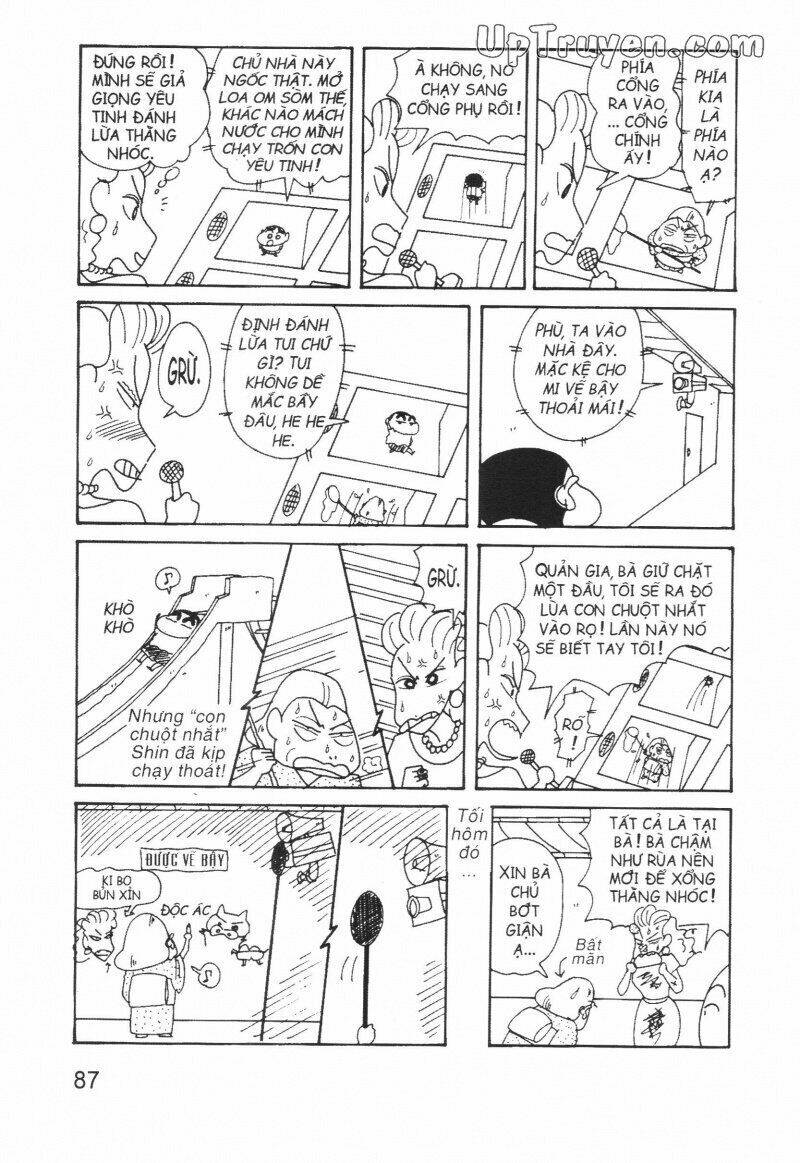 UpTruyen.com
PHÍA
KIA
LÀ
PHÍA
NÀO
Ạ?
PHÍA
CỔNG
RA VÀO,
... CỔNG
CHÍNH
ẤY!
À KHÔNG, NÓ
CHẠY SANG
CỔNG PHỤ RỒI!
CHỦ NHÀ NÀY
NGỐC THẬT. MỞ
LOA OM SÒM THẾ,
KHÁC NÀO MÁCH
NƯỚC CHO MÌNH
CHẠY TRỐN CON
YÊU TINH!
ĐÚNG RỒI!
MÌNH SẼ GIẢ
GIỌNG YÊU
TINH ĐÁNH
LỪA THẰNG
NHÓC.
PHÙ, TA VÀO
NHÀ ĐÂY.
MẶC KỆ CHO
MI VẼ BẬY
THOẢI MÁI!
ĐỊNH ĐÁNH
LỪA TUI CHỨ
GÌ? TUI
KHÔNG DỄ
MẮC BẪY
ĐÂU, HE HE
HE.
GRỪ.
QUẢN GIA, BÀ GIỮ CHẶT
MỘT ĐẦU, TÔI SẼ RA ĐÓ
LÙA CON CHUỘT NHẮT
VÀO RỌ! LẦN NÀY NÓ
SẼ BIẾT TAY TÔI!
RÕ
!
GRỪ.
KHÒ
KHÒ
Nhưng “con
chuột nhắt”
Shin đã kịp
chạy thoát!
TẤT CẢ LÀ TẠI
BÀ! BÀ CHẬM
NHƯ RÙA NÊN
MỚI ĐỂ XỔNG
THẰNG NHÓC!
XIN BÀ
CHỦ
BỚT
GIẬN
Ạ...
Bất
mãn
Tối
hôm
đó
...
ĐƯỢC VẼ BẬY
ĐỘC ÁC
KI BO
BỦN XỈN
87